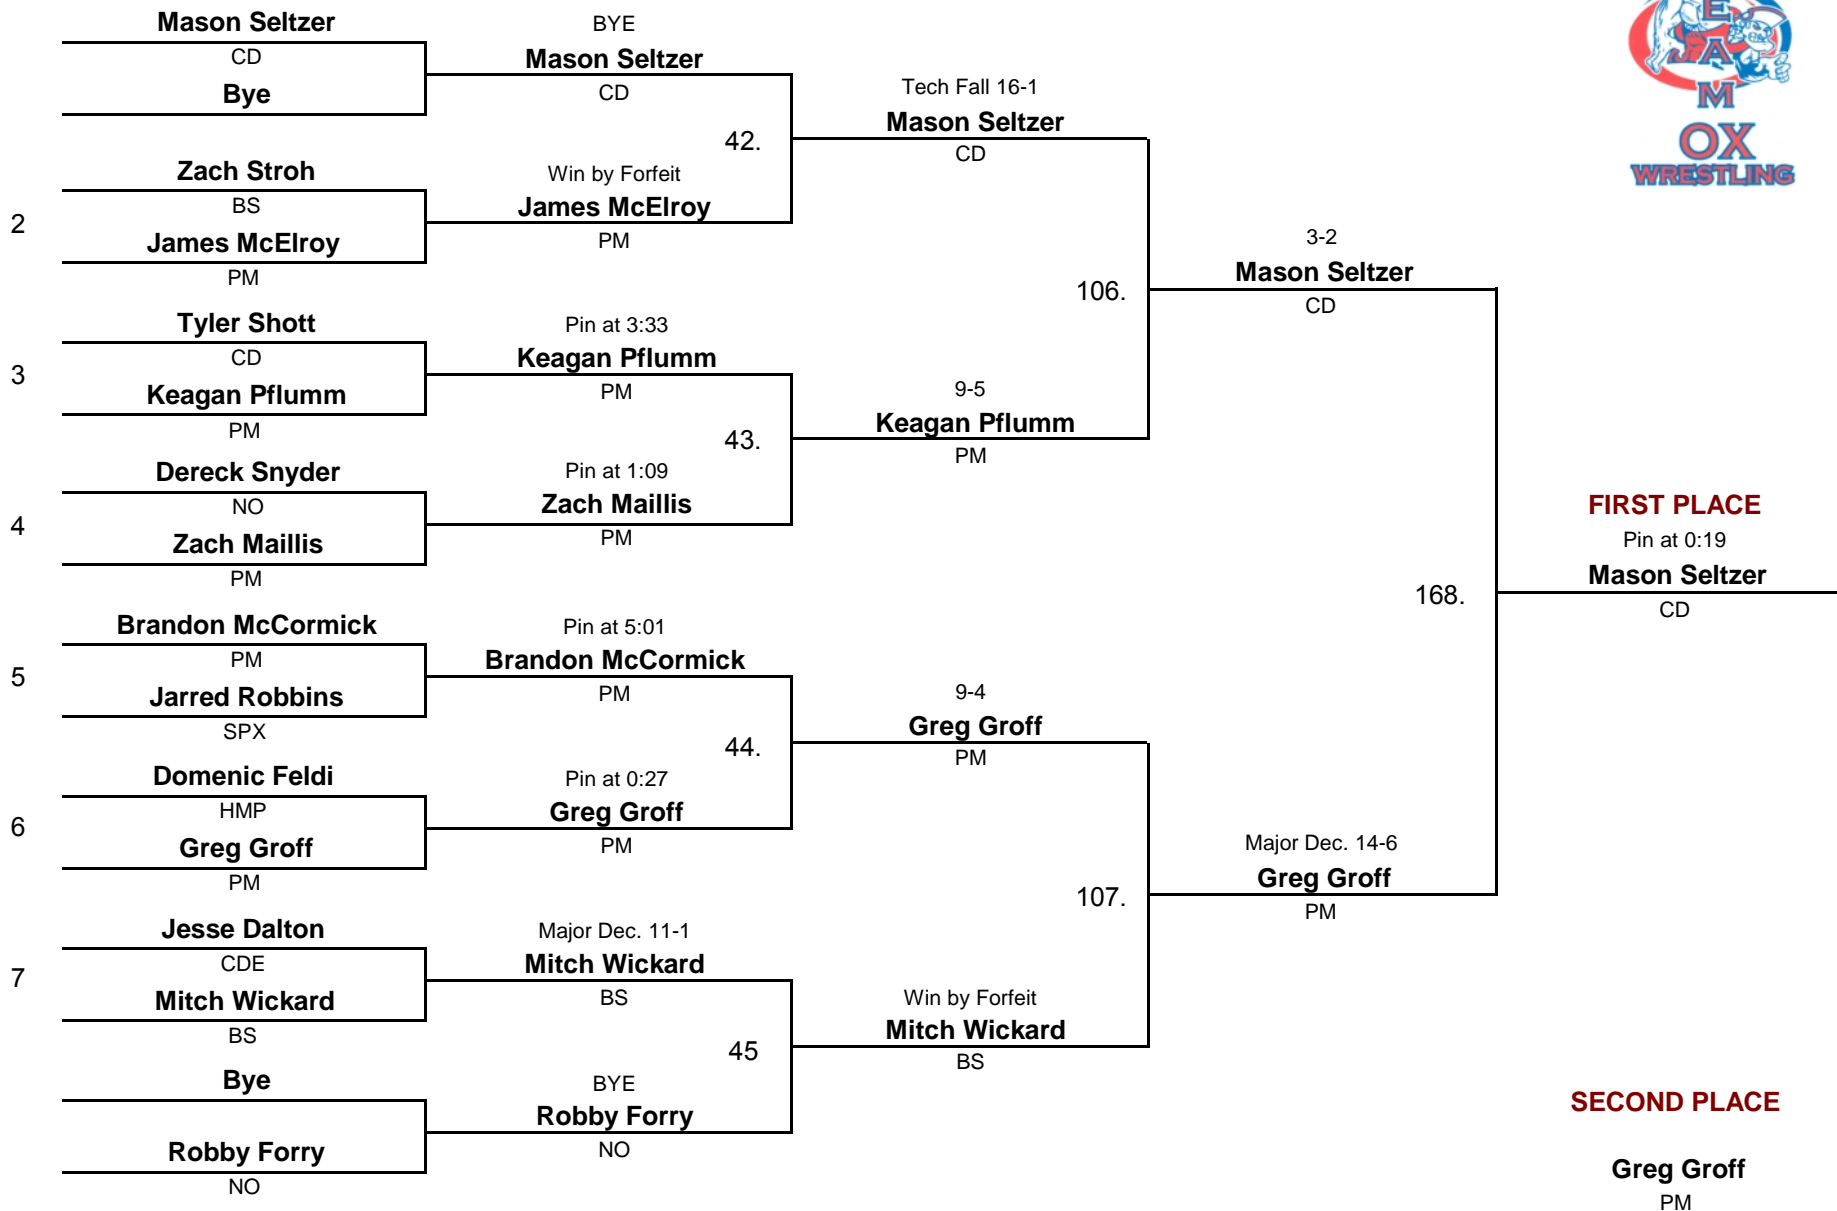 Mason Seltzer
CD
Bye
2
Zach Stroh
BS
James McElroy
PM
3
Tyler Shott
CD
Keagan Pflumm
PM
4
Dereck Snyder
NO
Zach Maillis
PM
5
Brandon McCormick
PM
Jarred Robbins
SPX
6
Domenic Feldi
HMP
Greg Groff
PM
7
Jesse Dalton
CDE
Mitch Wickard
BS
Bye
Robby Forry
NO
BYE
Mason Seltzer
CD
42.
Win by Forfeit
James McElroy
PM
Pin at 3:33
Keagan Pflumm
PM
43.
Pin at 1:09
Zach Maillis
PM
Pin at 5:01
Brandon McCormick
PM
44.
Pin at 0:27
Greg Groff
PM
Major Dec. 11-1
Mitch Wickard
BS
45
BYE
Robby Forry
NO
Tech Fall 16-1
Mason Seltzer
CD
106.
9-5
Keagan Pflumm
PM
9-4
Greg Groff
PM
107.
Win by Forfeit
Mitch Wickard
BS
3-2
Mason Seltzer
CD
168.
Major Dec. 14-6
Greg Groff
PM
E
A
M
OX
WRESTLING
FIRST PLACE
Pin at 0:19
Mason Seltzer
CD
SECOND PLACE
Greg Groff
PM